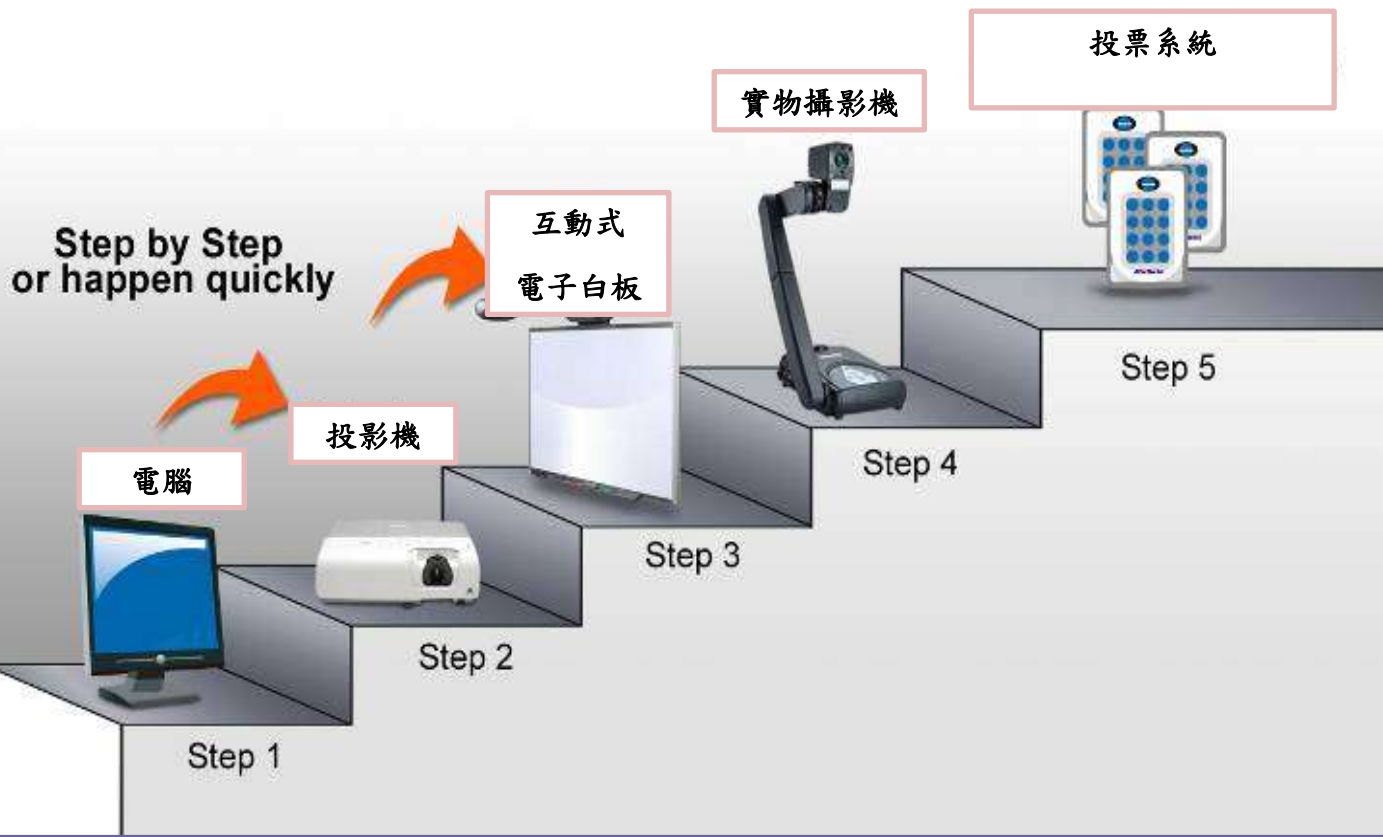 投票系統
實物攝影機
互動式
電子白板
Step by Step
or happen quickly
投影機
電腦
Step 5
Step 4
Step 3
Step 2
Step 1